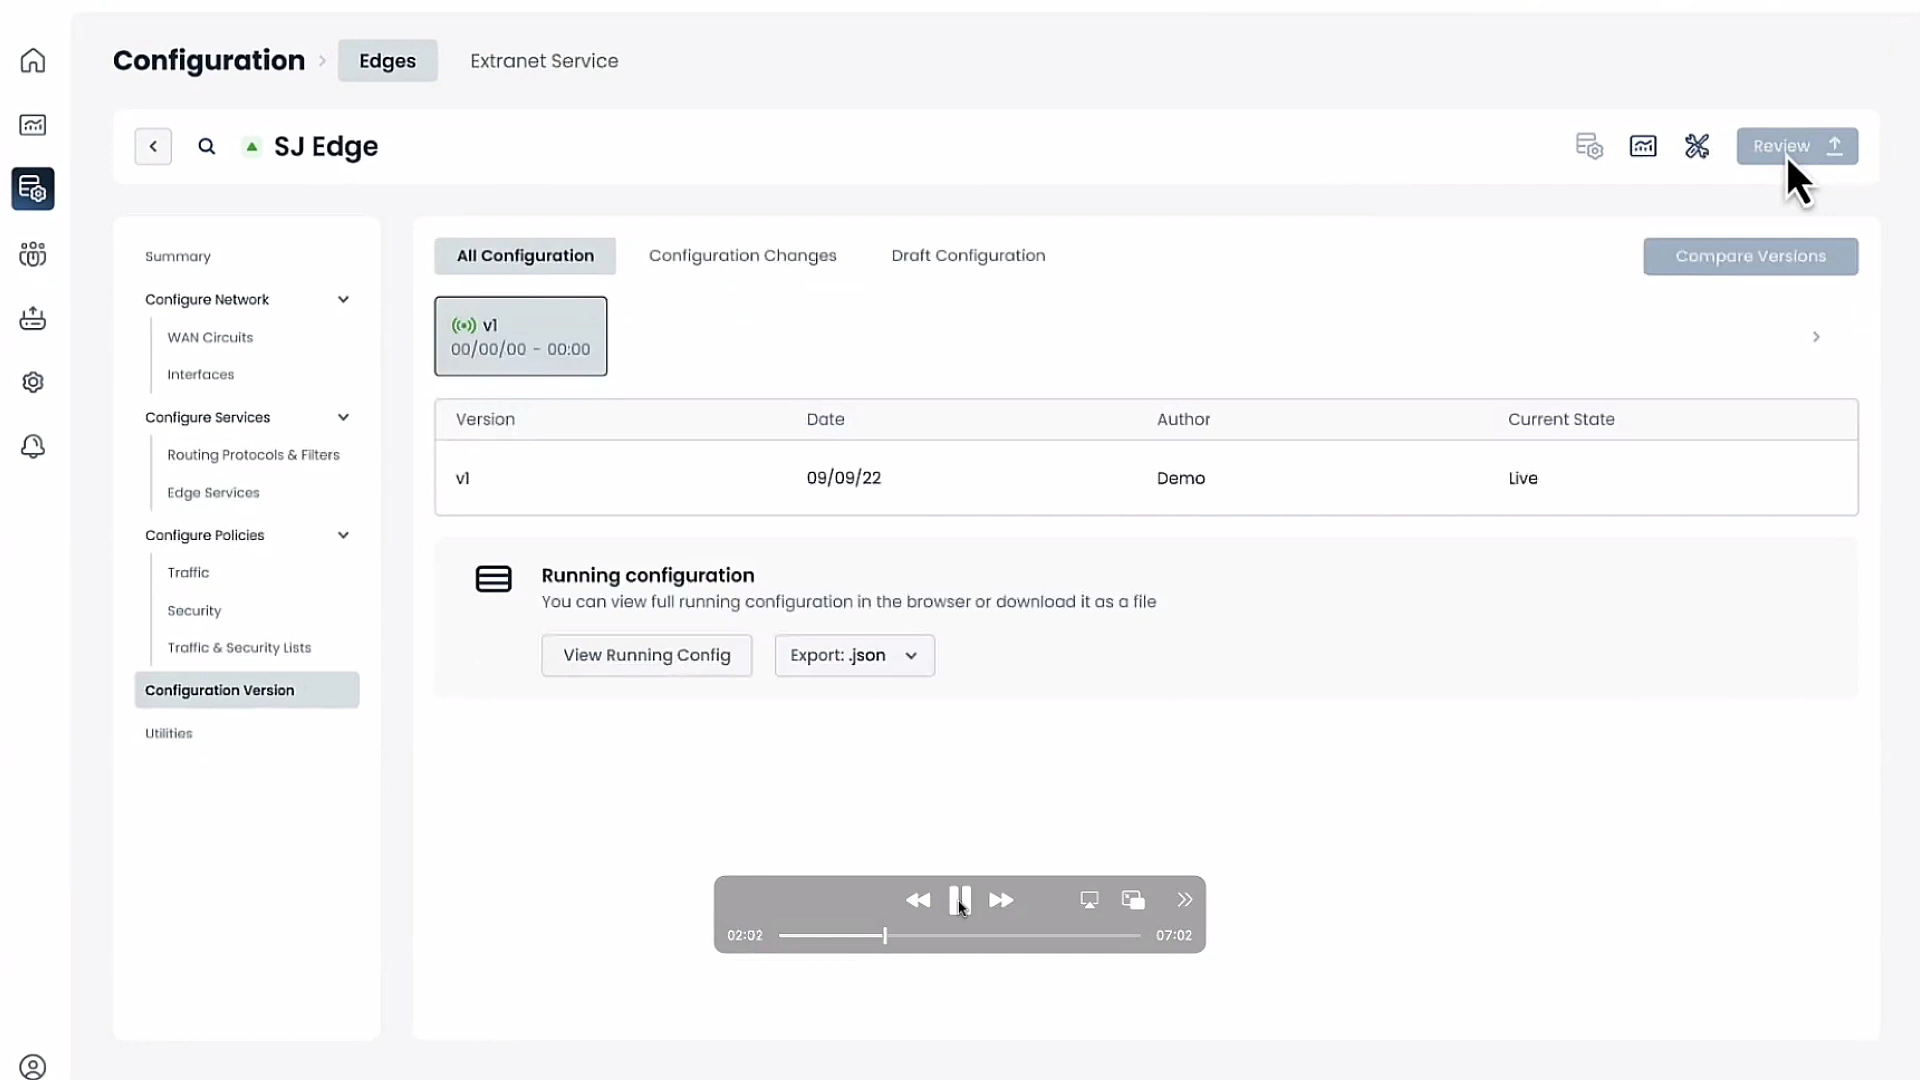 Configuration > Edges Extranet Service
SJ Edge
Review
Summary
Configure Network
WAN Circuits
Interfaces
Configure Services
Routing Protocols & Filters
Edge Services
Configure Policies
Traffic
Security
Traffic & Security Lists
Configuration Version
Utilities
All Configuration Configuration Changes Draft Configuration Compare Versions
v1
00/00/00 - 00:00
Version Date Author Current State
v1 09/09/22 Demo Live
Running configuration
You can view full running configuration in the browser or download it as a file
View Running Config Export: .json
02:02 07:02